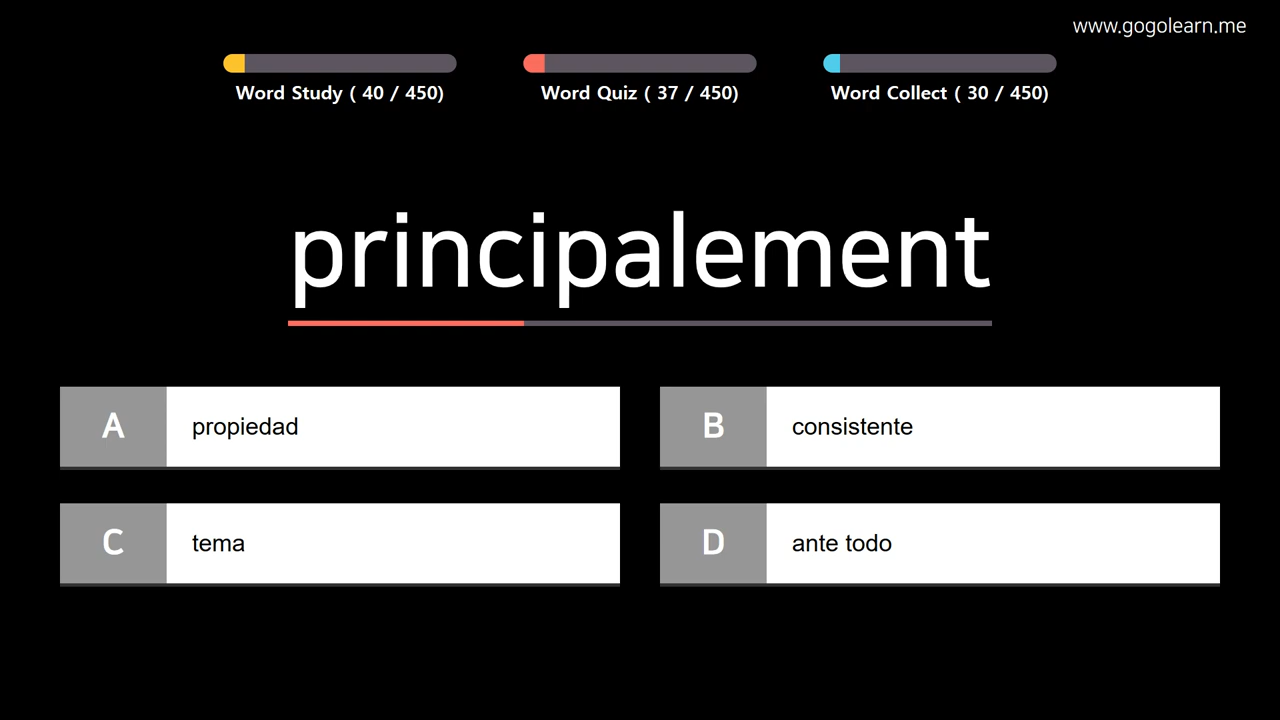 www.gogolearn.me
Word Study ( 40 / 450)
Word Quiz ( 37 / 450)
Word Collect ( 30 / 450)
principalement
A propiedad
B consistente
C tema
D ante todo